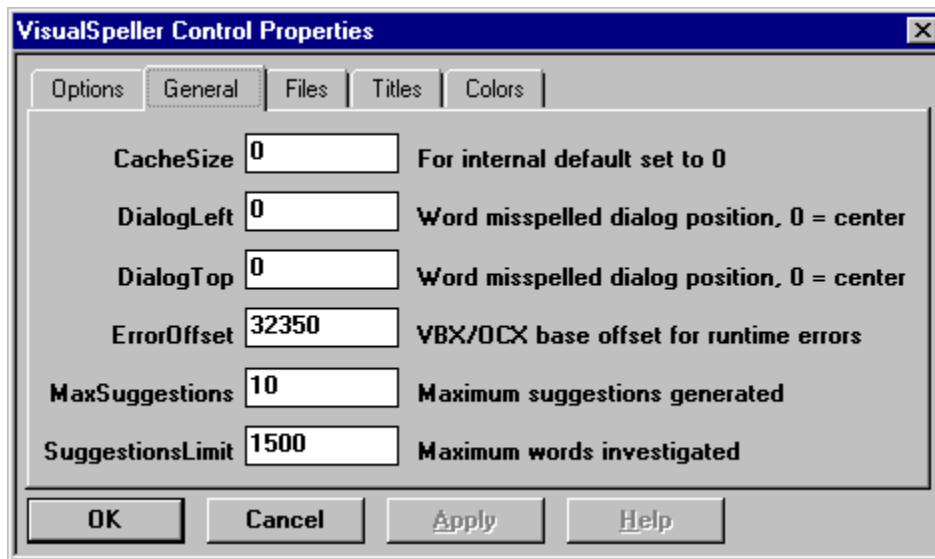 VisualSpeller Control Properties
Options General Files Titles Colors
CacheSize 0 For internal default set to 0
DialogLeft 0 Word misspelled dialog position, 0 = center
DialogTop 0 Word misspelled dialog position, 0 = center
ErrorOffset 32350 VBX/OCX base offset for runtime errors
MaxSuggestions 10 Maximum suggestions generated
SuggestionsLimit 1500 Maximum words investigated
OK Cancel Apply Help